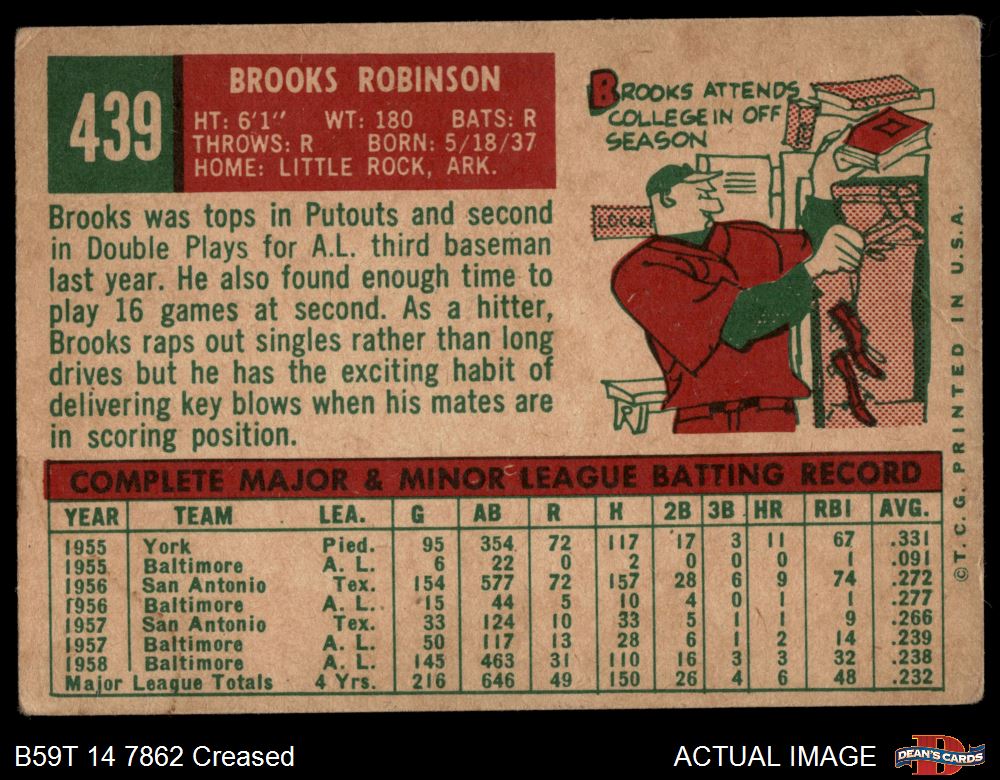 439
BROOKS ROBINSON
HT: 6'1" WT: 180 BATS: R
THROWS: R BORN: 5/18/37
HOME: LITTLE ROCK, ARK.
Brooks was tops in Putouts and second
in Double Plays for A.L. third baseman
last year. He also found enough time to
play 16 games at second. As a hitter,
Brooks raps out singles rather than long
drives but he has the exciting habit of
delivering key blows when his mates are
in scoring position.
BROOKS ATTENDS
COLLEGE IN OFF
SEASON
COMPLETE MAJOR & MINOR LEAGUE BATTING RECORD
YEAR TEAM LEA. G AB R H 2B 3B HR RBI AVG.
1955 York Pied. 95 354 72 117 17 3 11 67 .331
1955 Baltimore A. L. 6 22 0 2 0 0 0 1 .091
1956 San Antonio Tex. 154 577 72 157 28 6 9 74 .272
1956 Baltimore A. L. 15 44 5 10 4 0 1 1 .277
1957 San Antonio Tex. 33 124 10 33 5 1 1 9 .266
1957 Baltimore A. L. 50 117 13 28 6 1 2 14 .239
1958 Baltimore A. L. 145 463 31 110 16 3 3 32 .238
Major League Totals 4 Yrs. 216 646 49 150 26 4 6 48 .232
© T. C. G. PRINTED IN U.S.A.
B59T 14 7862 Creased
ACTUAL IMAGE
DEAN'S CARDS